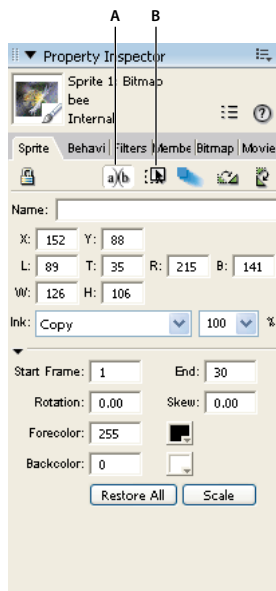 A B
Property Inspector
Sprite 1: Bitmap
bee
Internal
Sprite Behavi Filters Membe Bitmap Movie
a)(b
Name:
X: 152 Y: 88
L: 89 T: 35 R: 215 B: 141
W: 126 H: 106
Ink: Copy 100 %
Start Frame: 1 End: 30
Rotation: 0.00 Skew: 0.00
Forecolor: 255
Backcolor: 0
Restore All Scale